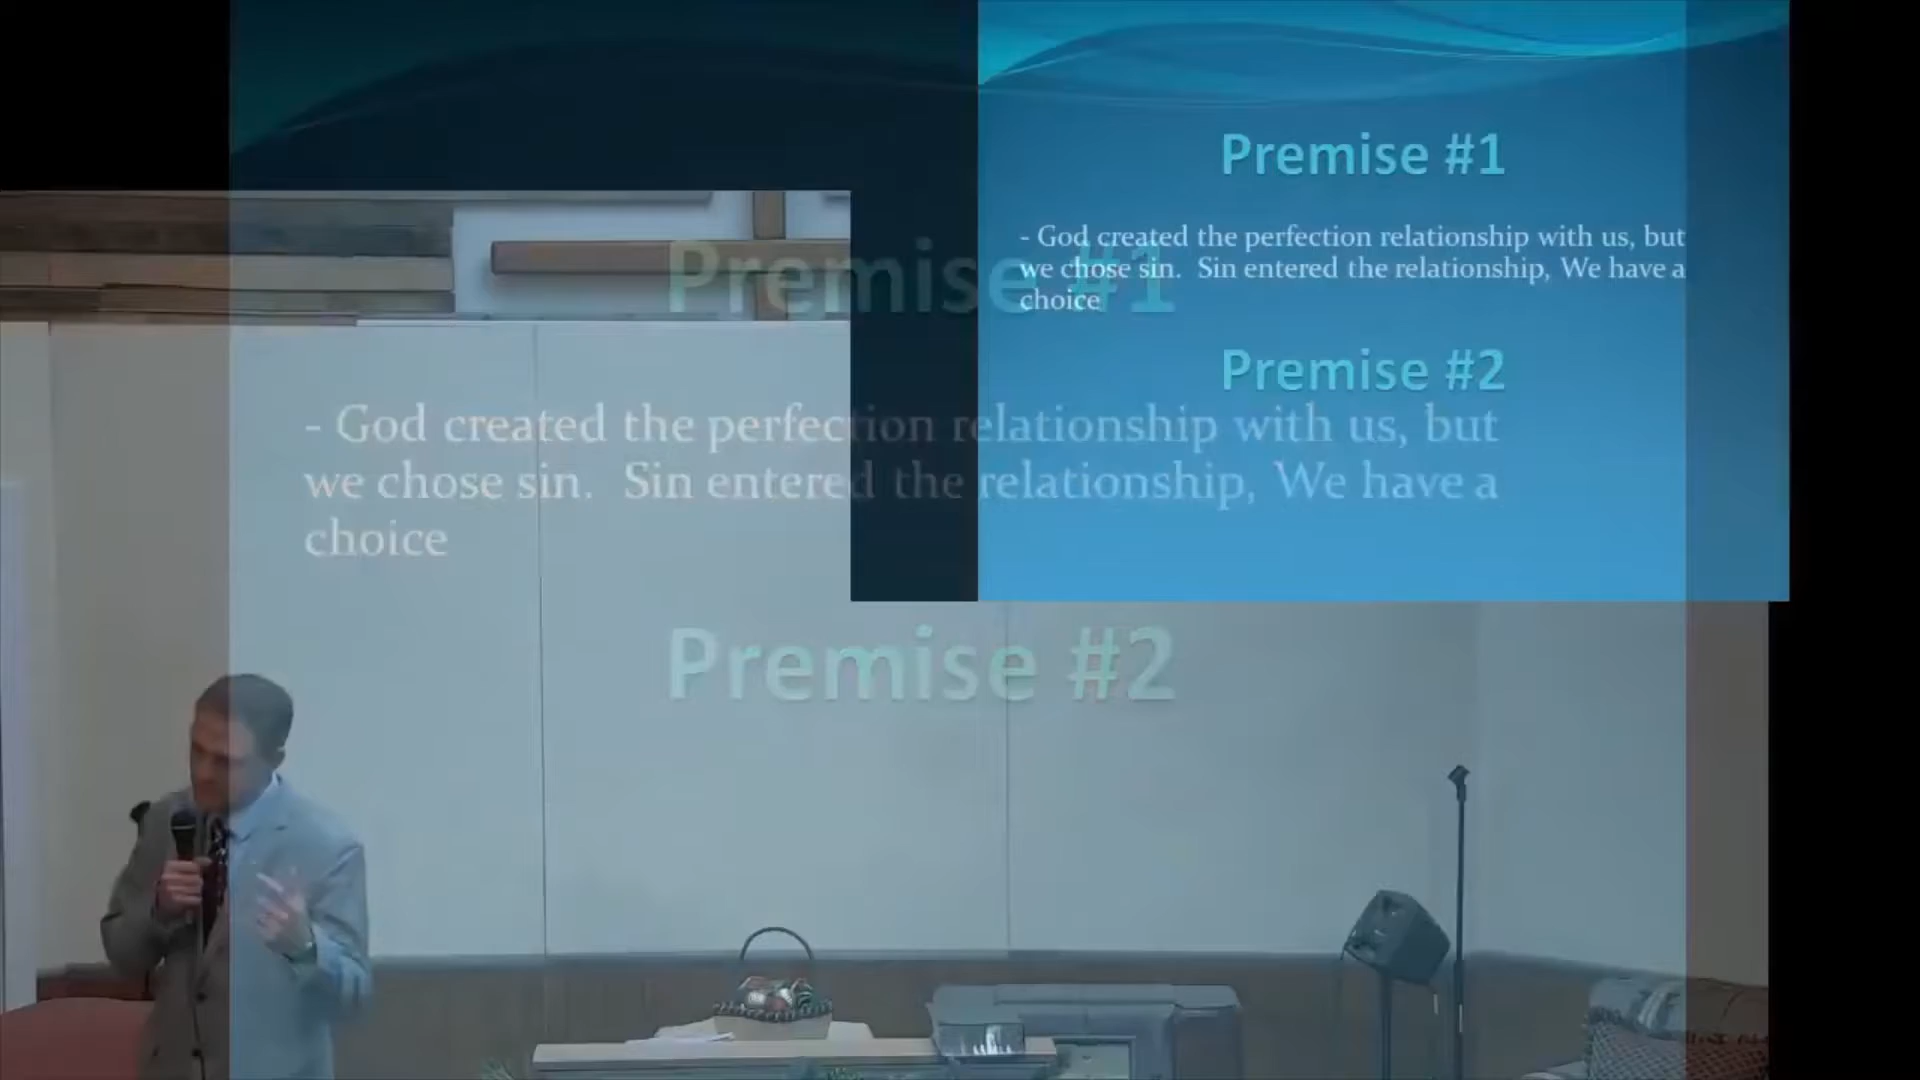 Premise #1
- God created the perfection relationship with us, but
we chose sin.  Sin entered the relationship, We have a
choice
Premise #2
Premise #1
- God created the perfection relationship with us, but
we chose sin.  Sin entered the relationship, We have a
choice
Premise #2